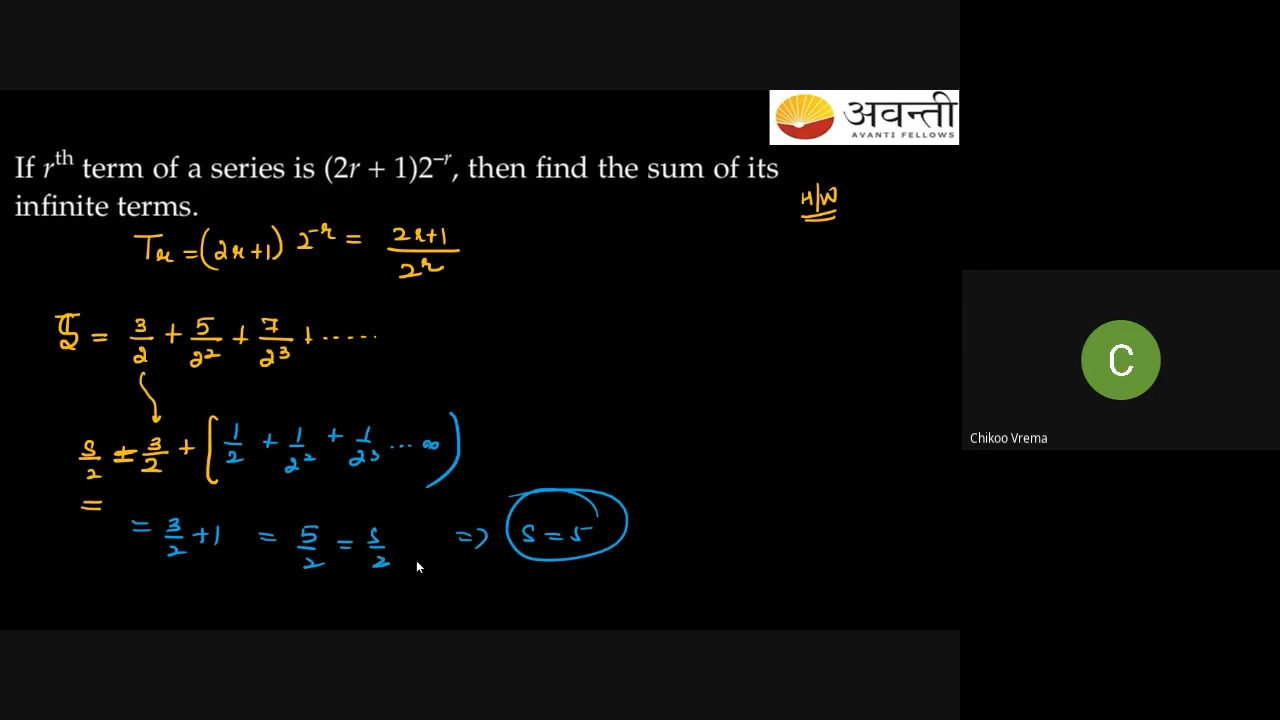 अवन्ती
AVANTI FELLOWS
If rᵗʰ term of a series is (2r + 1)2⁻ʳ, then find the sum of its
infinite terms.
H/W
Tr = (2r+1) 2⁻ʳ = 2r+1 / 2ʳ
S = 3/2 + 5/2² + 7/2³ + ......
S/2 = 3/2 + [1/2 + 1/2² + 1/2³ ... ∞)
=
= 3/2 + 1 = 5/2 = S/2 => S = 5
C
Chikoo Vrema